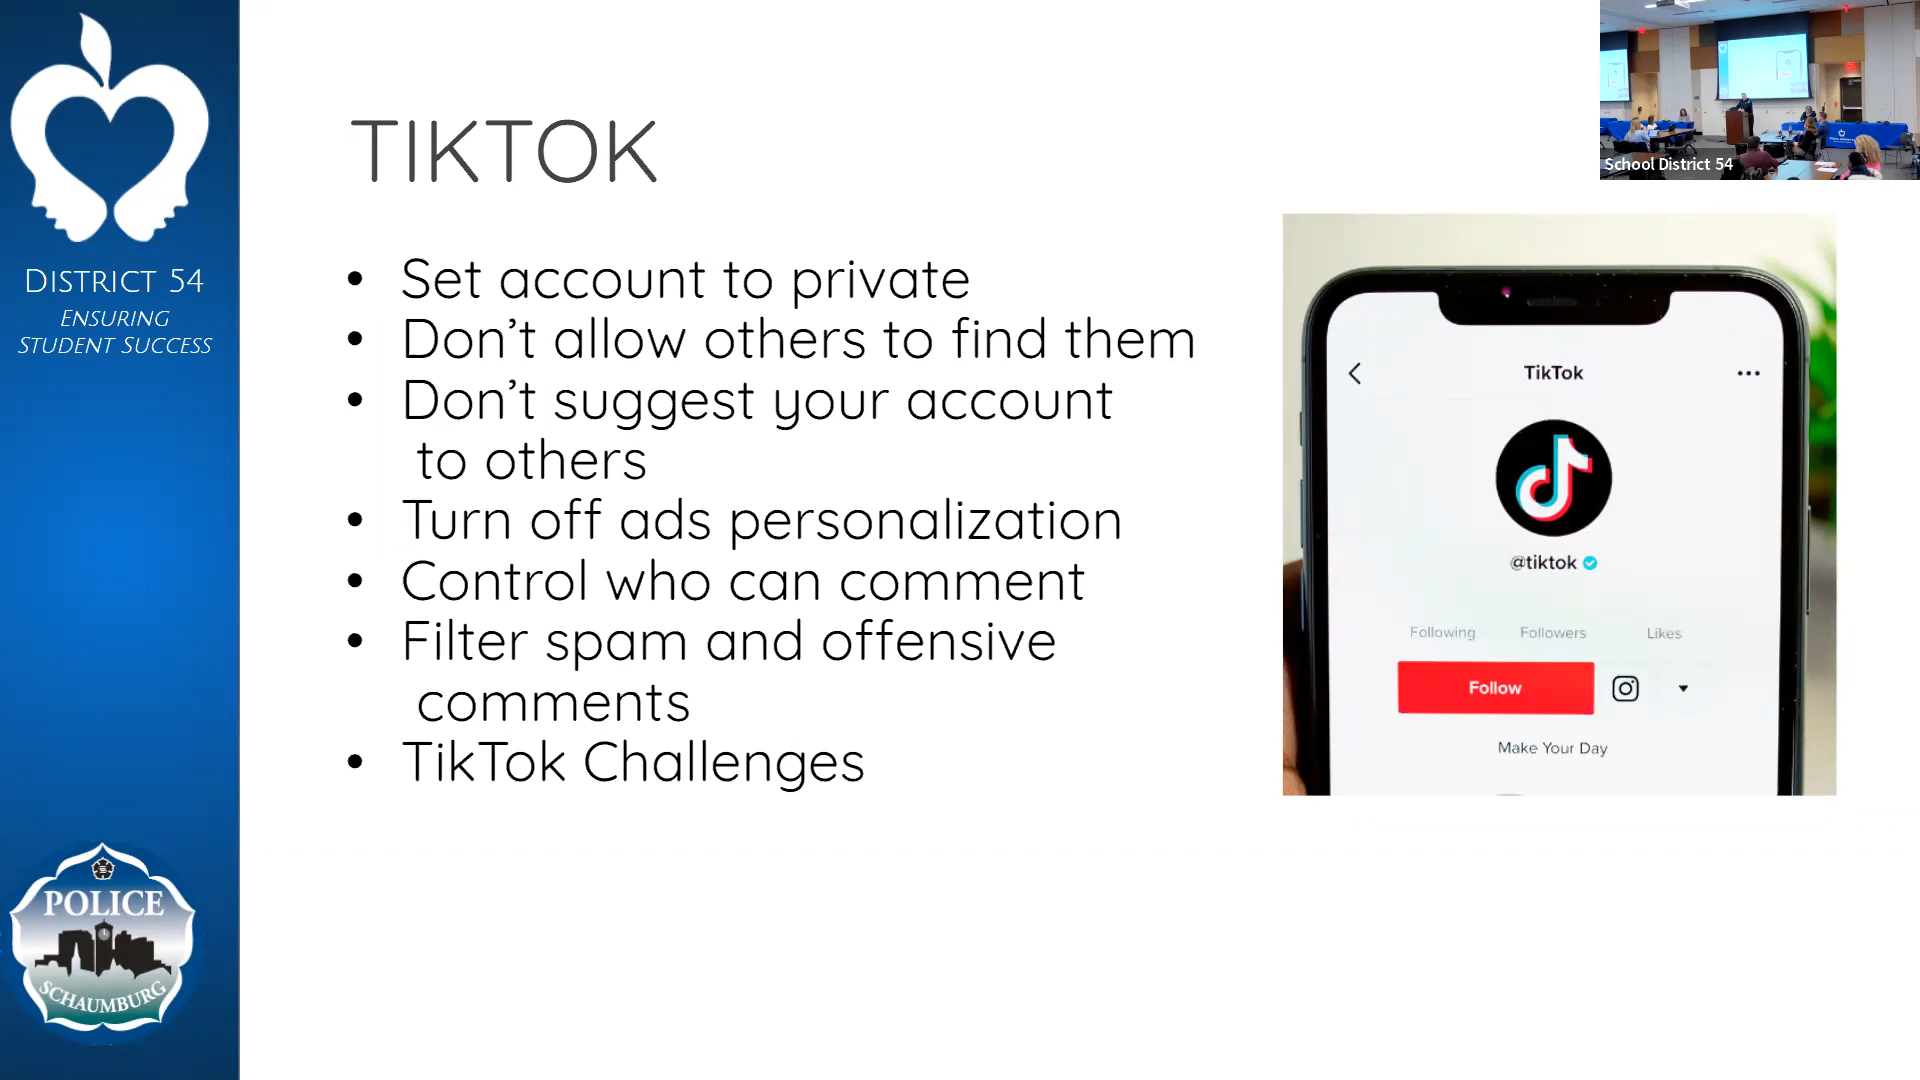 DISTRICT 54
ENSURING
STUDENT SUCCESS
POLICE
SCHAUMBURG
TIKTOK
• Set account to private
• Don’t allow others to find them
• Don’t suggest your account
to others
• Turn off ads personalization
• Control who can comment
• Filter spam and offensive
comments
• TikTok Challenges
School District 54
TikTok
@tiktok
Following Followers Likes
Follow
Make Your Day